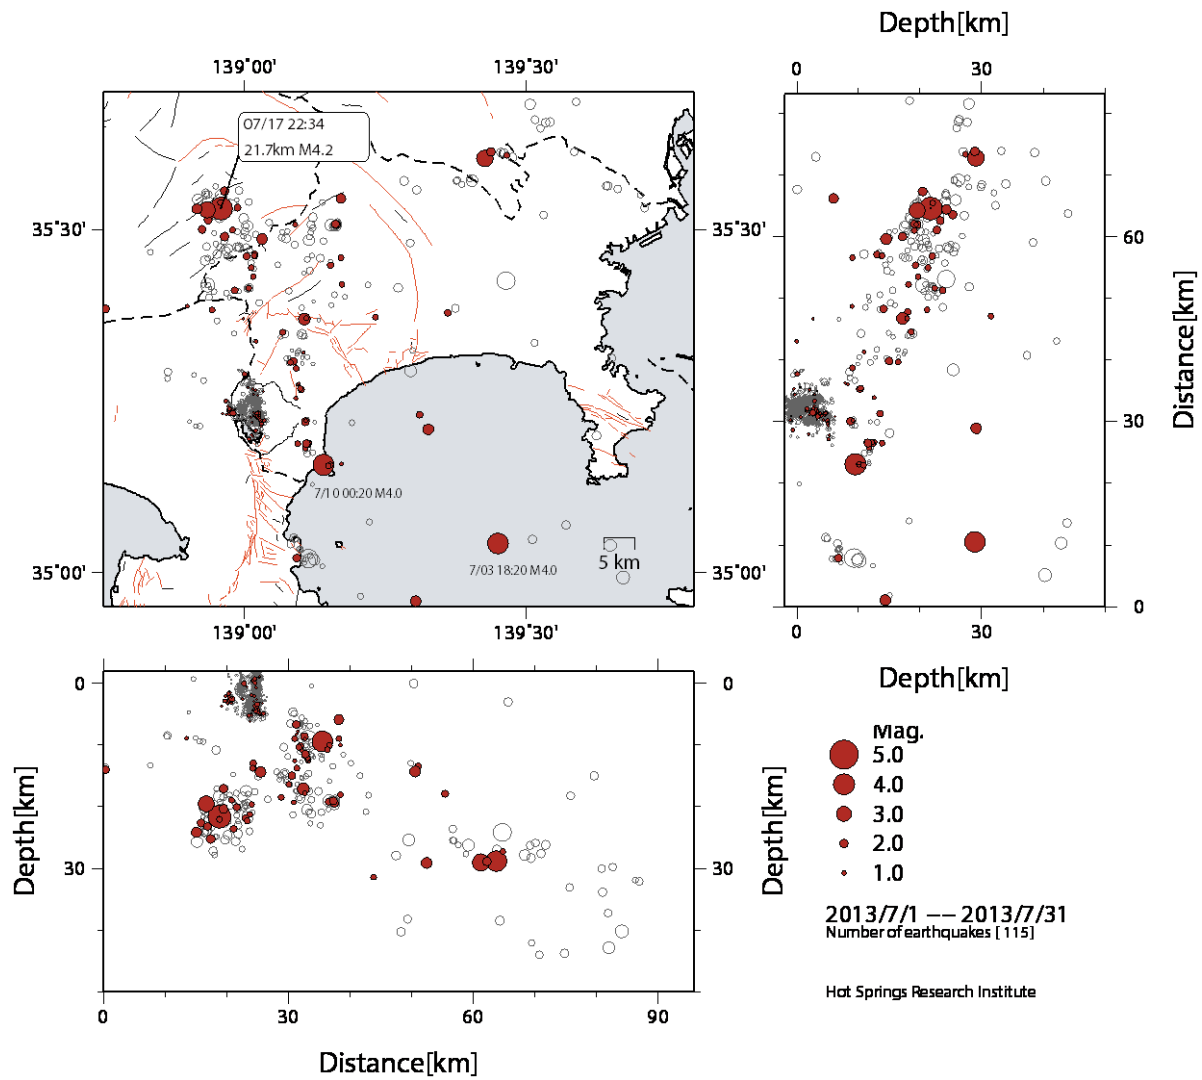 Depth[km]
139˚00' 139˚30' 0 30
07/17 22:34
21.7km M4.2
35˚30' 35˚30' 60
Distance[km]
30
7/10 00:20 M4.0
7/03 18:20 M4.0
5 km
35˚00' 35˚00' 0
139˚00' 139˚30' 0 30
Depth[km]
0 0
Depth[km]
Depth[km]
30 30
0 30 60 90
Distance[km]
Mag.
5.0
4.0
3.0
2.0
1.0
2013/7/1 −− 2013/7/31
Number of earthquakes [ 115]
Hot Springs Research Institute